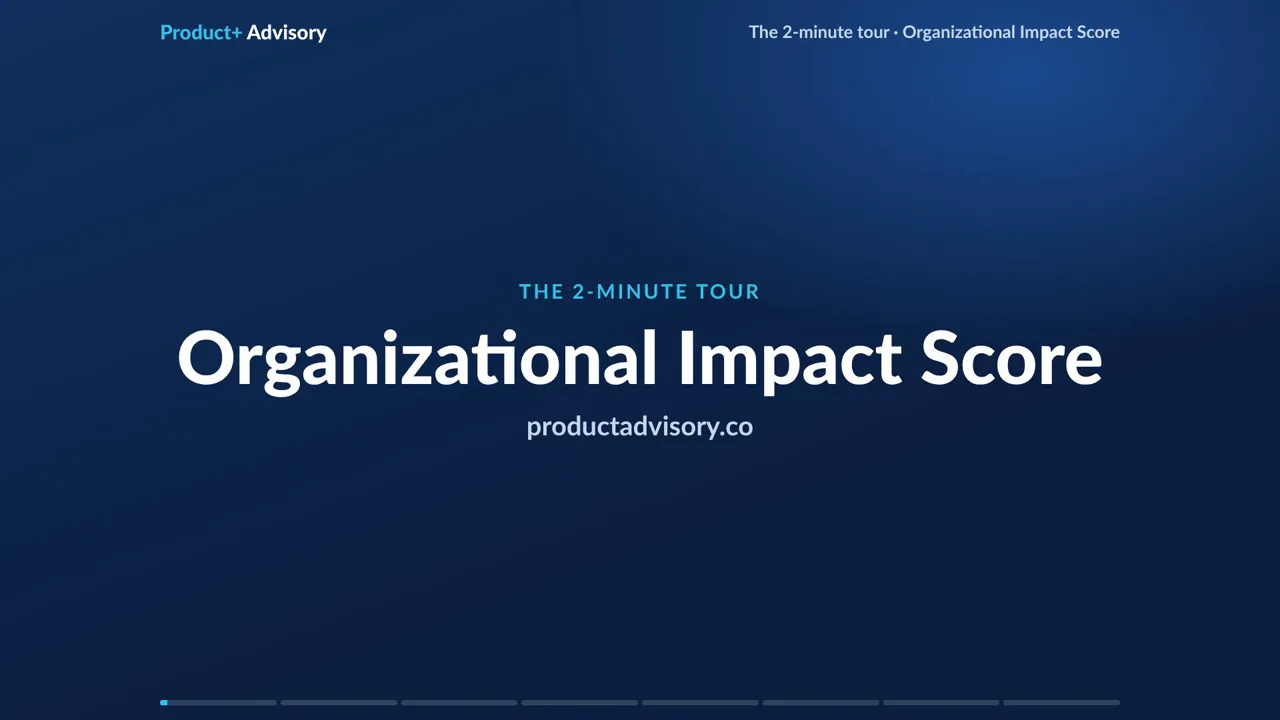 Product+ Advisory
The 2-minute tour · Organizational Impact Score
THE 2-MINUTE TOUR
Organizational Impact Score
productadvisory.co